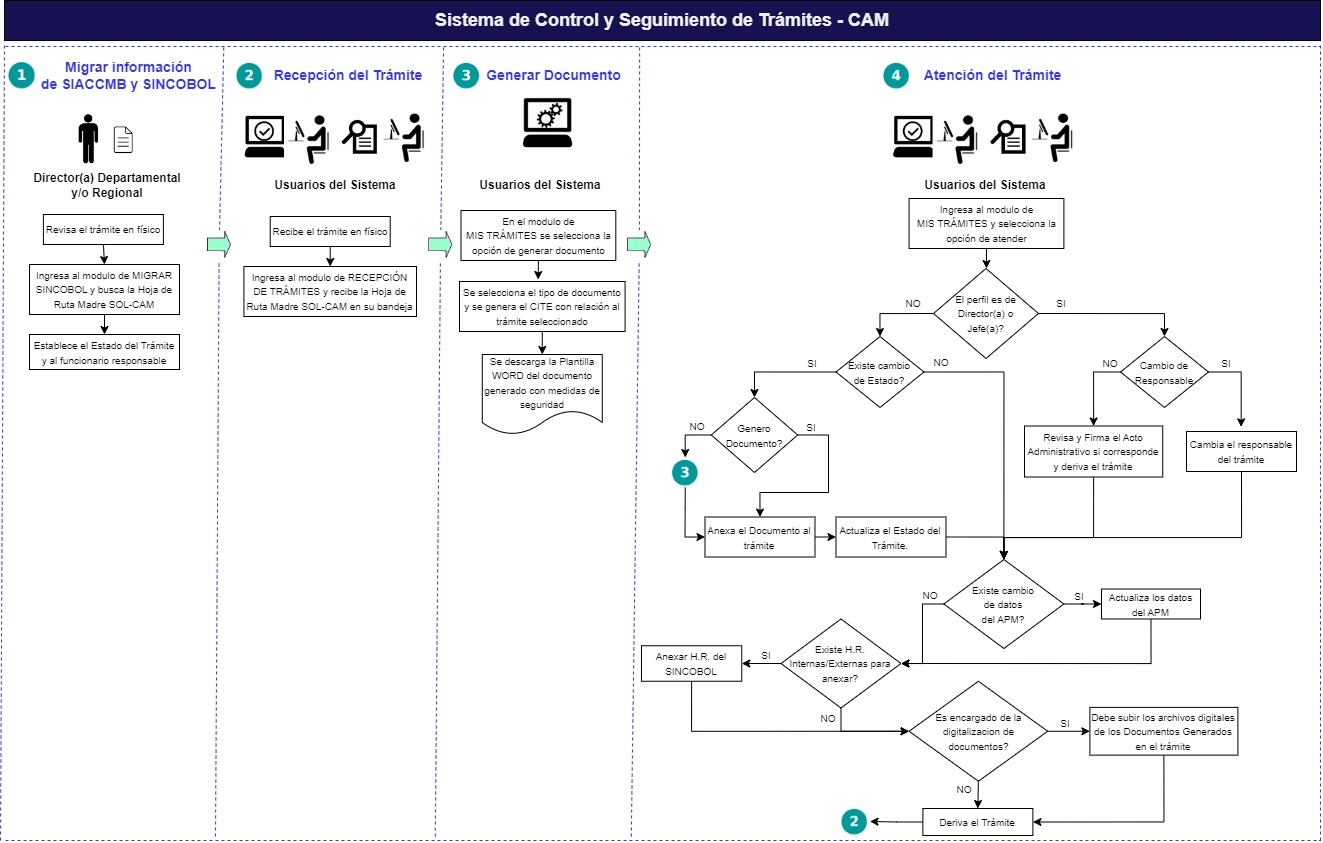 Sistema de Control y Seguimiento de Trámites - CAM
1
Migrar información
de SIACCMB y SINCOBOL
Director(a) Departamental
y/o Regional
Revisa el trámite en físico
Ingresa al modulo de MIGRAR
SINCOBOL y busca la Hoja de
Ruta Madre SOL-CAM
Establece el Estado del Trámite
y al funcionario responsable
2
Recepción del Trámite
Usuarios del Sistema
Recibe el trámite en físico
Ingresa al modulo de RECEPCIÓN
DE TRÁMITES y recibe la Hoja de
Ruta Madre SOL-CAM en su bandeja
3
Generar Documento
Usuarios del Sistema
En el modulo de
MIS TRÁMITES se selecciona la
opción de generar documento
Se selecciona el tipo de documento
y se genera el CITE con relación al
trámite seleccionado
Se descarga la Plantilla
WORD del documento
generado con medidas de
seguridad
4
Atención del Trámite
Usuarios del Sistema
Ingresa al modulo de
MIS TRÁMITES y selecciona la
opción de atender
El perfil es de
Director(a) o
Jefe(a)?
NO
SI
Existe cambio
de Estado?
SI
NO
Cambio de
Responsable
NO
SI
Genero
Documento?
NO
SI
3
Revisa y Firma el Acto
Administrativo si corresponde
y deriva el trámite
Cambia el responsable
del trámite
Anexa el Documento al
trámite
Actualiza el Estado del
Trámite.
Existe cambio
de datos
del APM?
NO
SI
Actualiza los datos
del APM
Existe H.R.
Internas/Externas para
anexar?
SI
NO
Anexar H.R. del
SINCOBOL
Es encargado de la
digitalizacion de
documentos?
SI
NO
Debe subir los archivos digitales
de los Documentos Generados
en el trámite
Deriva el Trámite
2